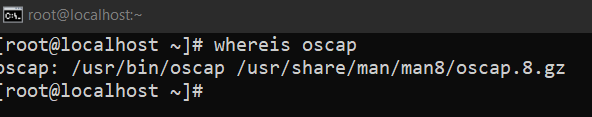 root@localhost:~
[root@localhost ~]# whereis oscap
oscap: /usr/bin/oscap /usr/share/man/man8/oscap.8.gz
[root@localhost ~]#